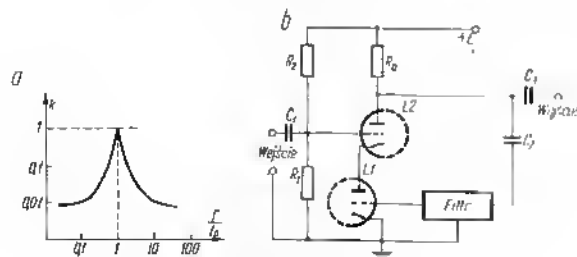 a
k
1
0,1
0,01
0,1
1
10
100
f
f₀
b
+E
R₂
Rₐ
C₁
Wejście
R₁
L2
L1
Filtr
C₃
Wyjście